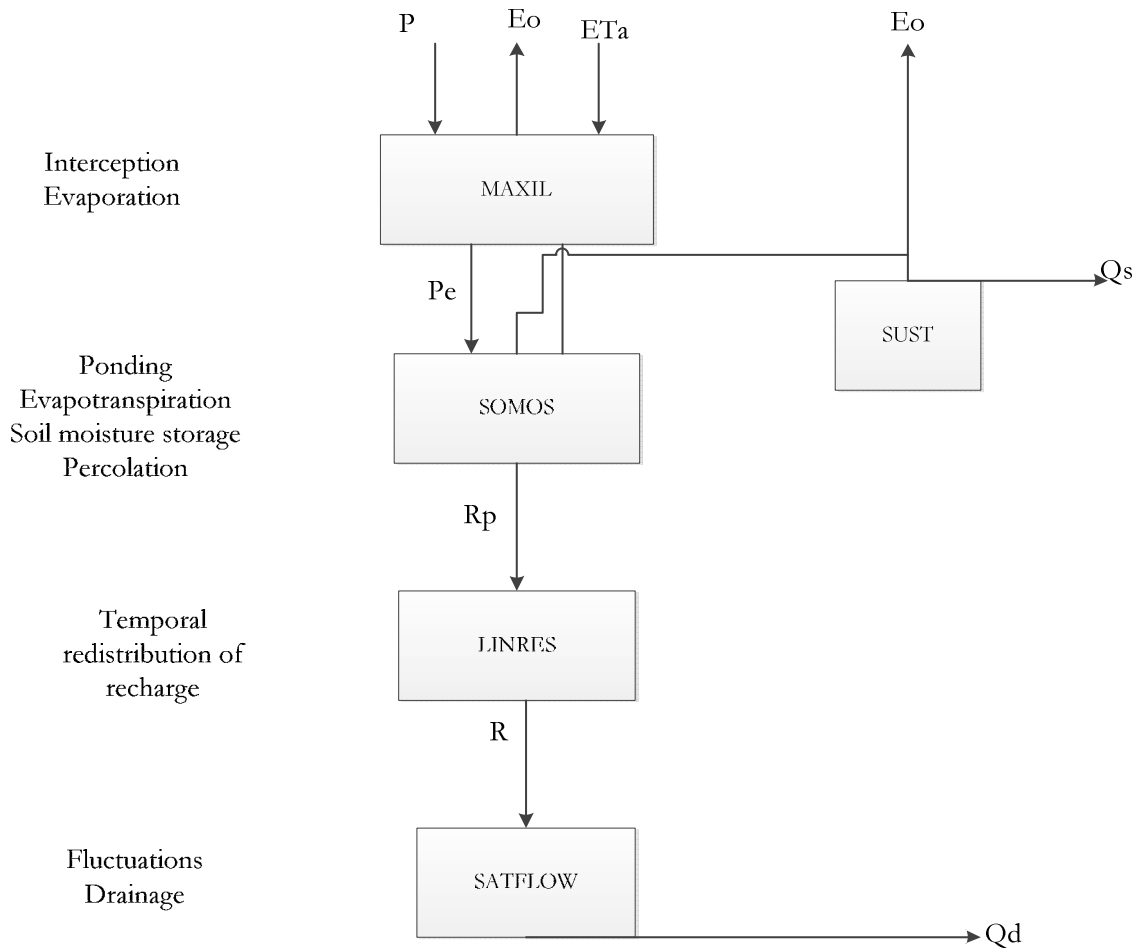 P
Eo
ETa
Eo
Interception
Evaporation
MAXIL
Qs
Pe
SUST
Ponding
Evapotranspiration
Soil moisture storage
Percolation
SOMOS
Rp
Temporal
redistribution of
recharge
LINRES
R
Fluctuations
Drainage
SATFLOW
Qd